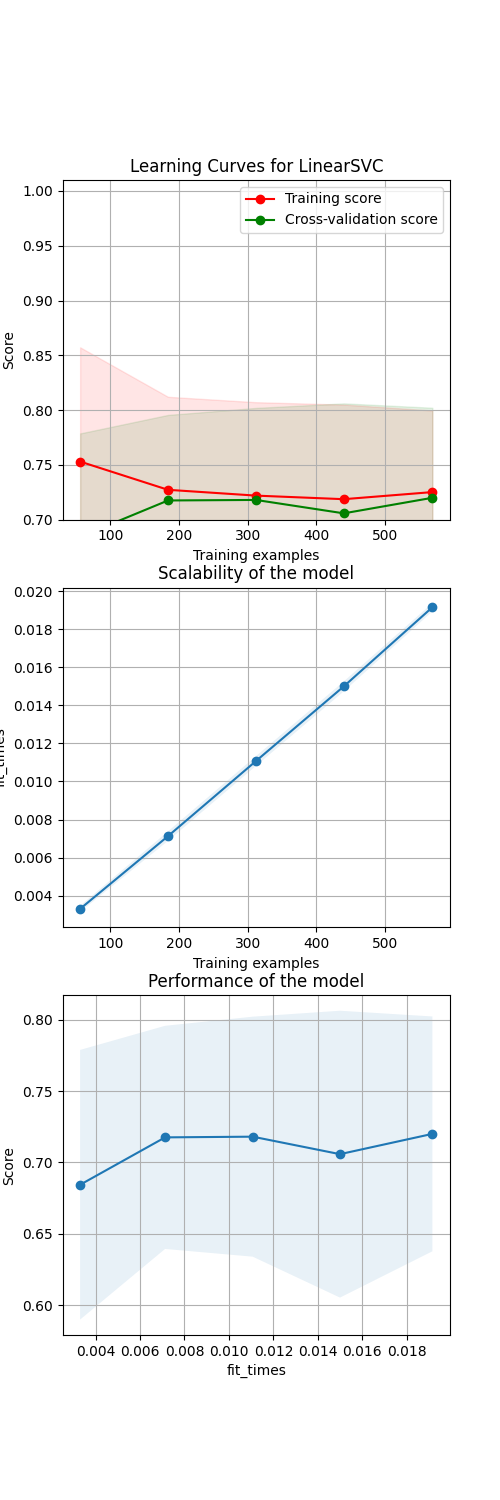 Learning Curves for LinearSVC
1.00
0.95
0.90
0.85
0.80
0.75
0.70
Score
Training score
Cross-validation score
100 200 300 400 500
Training examples
Scalability of the model
0.020
0.018
0.016
0.014
0.012
0.010
0.008
0.006
0.004
fit_times
100 200 300 400 500
Training examples
Performance of the model
0.80
0.75
0.70
0.65
0.60
Score
0.004 0.006 0.008 0.010 0.012 0.014 0.016 0.018
fit_times